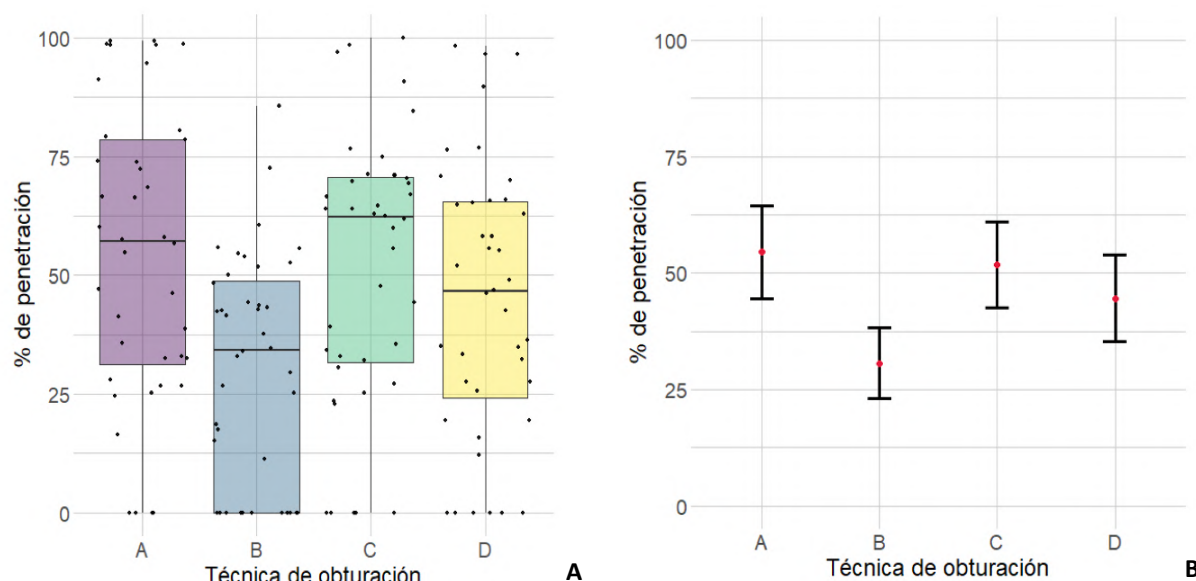 100
75
50
25
0
% de penetración
A B C D
Técnica de obturación
A
100
75
50
25
0
% de penetración
A B C D
Técnica de obturación
B